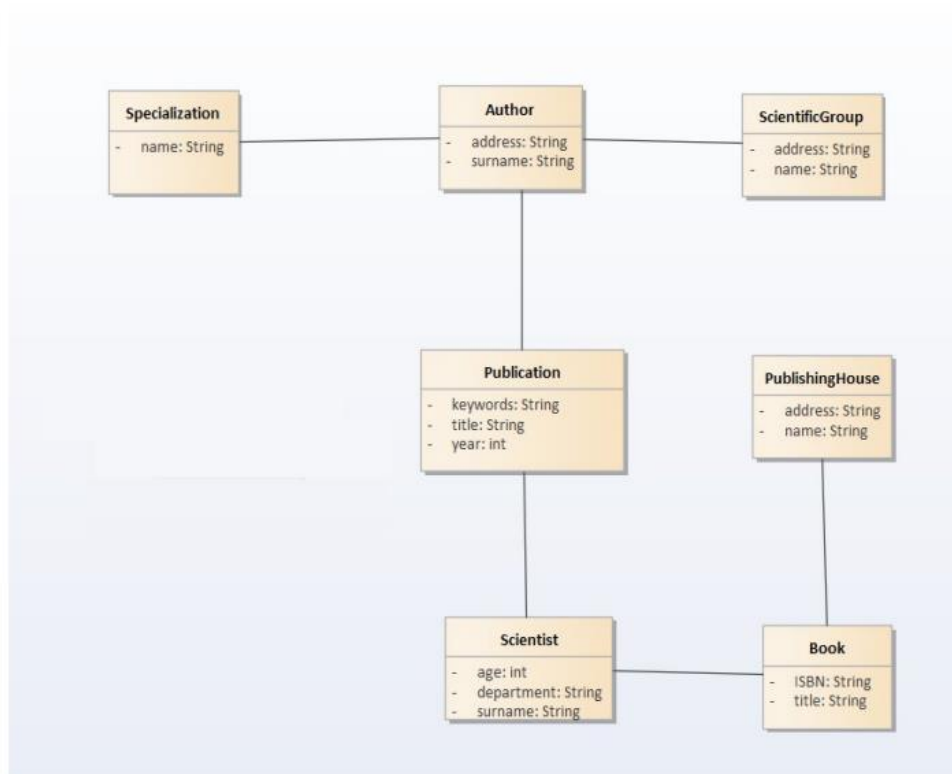 Specialization
- name: String
Author
- address: String
- surname: String
ScientificGroup
- address: String
- name: String
Publication
- keywords: String
- title: String
- year: int
PublishingHouse
- address: String
- name: String
Scientist
- age: int
- department: String
- surname: String
Book
- ISBN: String
- title: String